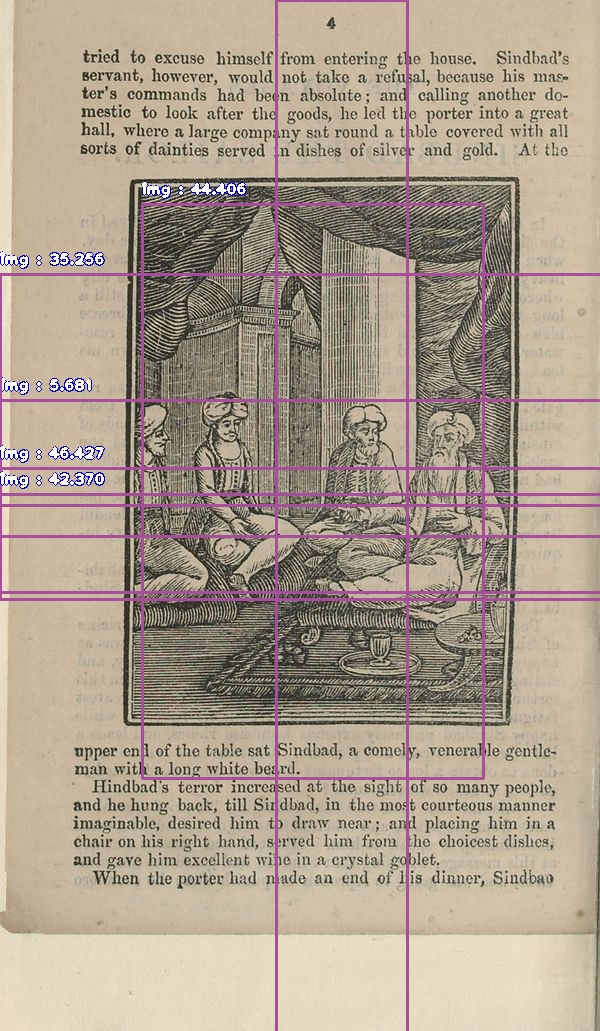 4
tried to excuse himself from entering the house. Sindbad's
servant, however, would not take a refusal, because his mas-
ter's commands had been absolute; and calling another do-
mestic to look after the goods, he led the porter into a great
hall, where a large company sat round a table covered with all
sorts of dainties served in dishes of silver and gold. At the
img : 44.406
img : 35.256
img : 5.681
img : 46.427
img : 42.370
upper end of the table sat Sindbad, a comely, venerable gentle-
man with a long white beard.
Hindbad's terror increased at the sight of so many people,
and he hung back, till Sindbad, in the most courteous manner
imaginable, desired him to draw near; and placing him in a
chair on his right hand, served him from the choicest dishes,
and gave him excellent wine in a crystal goblet.
When the porter had made an end of his dinner, Sindbad